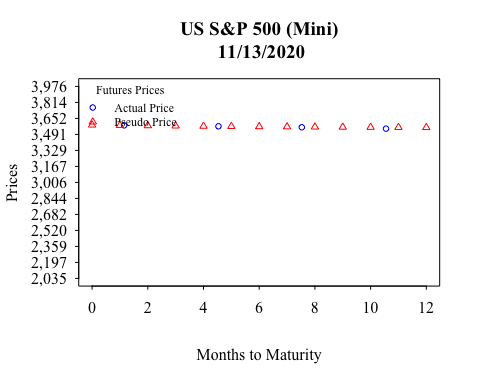 US S&P 500 (Mini)
11/13/2020
Futures Prices
Actual Price
Pseudo Price
Prices
3,976
3,814
3,652
3,491
3,329
3,167
3,006
2,844
2,682
2,520
2,359
2,197
2,035
0 2 4 6 8 10 12
Months to Maturity